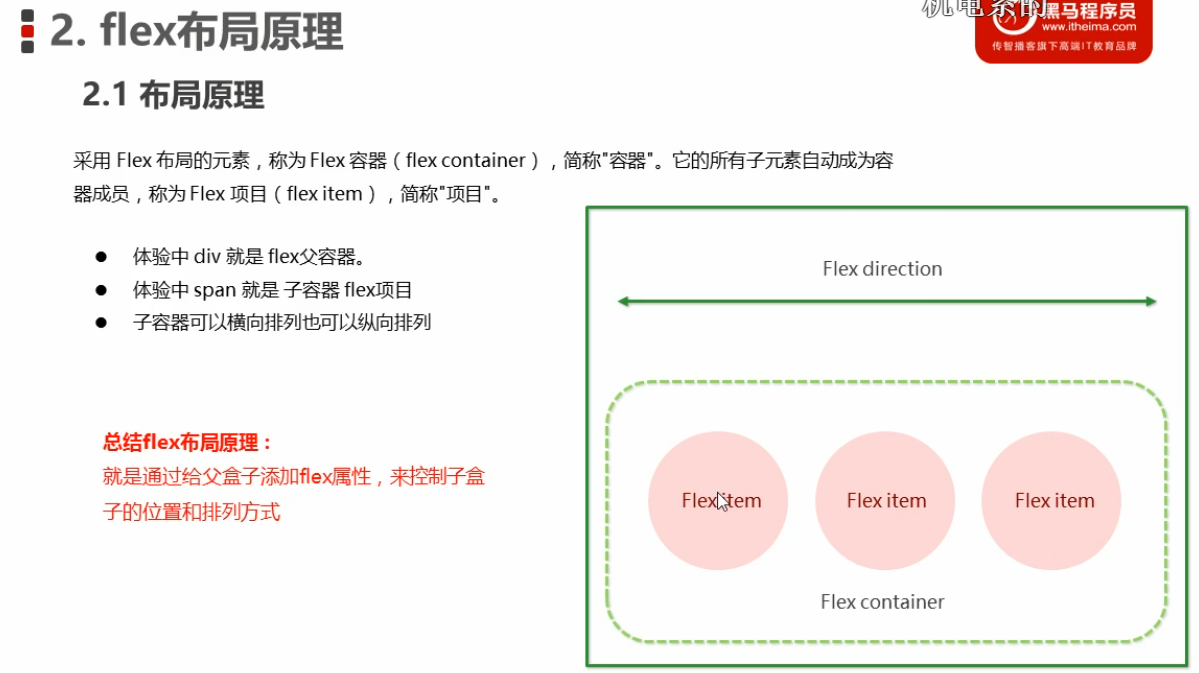 2. flex布局原理
机电系的
黑马程序员
www.itheima.com
传智播客旗下高端IT教育品牌
2.1 布局原理
采用 Flex 布局的元素，称为 Flex 容器（flex container），简称"容器"。它的所有子元素自动成为容
器成员，称为 Flex 项目（flex item），简称"项目"。
● 体验中 div 就是 flex父容器。
● 体验中 span 就是 子容器 flex项目
● 子容器可以横向排列也可以纵向排列
总结flex布局原理：
就是通过给父盒子添加flex属性，来控制子盒
子的位置和排列方式
Flex direction
Flex item Flex item Flex item
Flex container